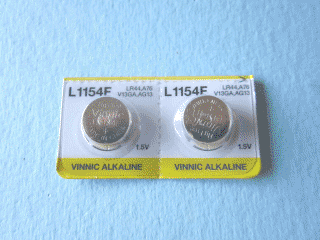 L1154F LR44,A76
V13GA,AG13
1.5V
VINNIC ALKALINE
L1154F LR44,A76
V13GA,AG13
1.5V
VINNIC ALKALINE